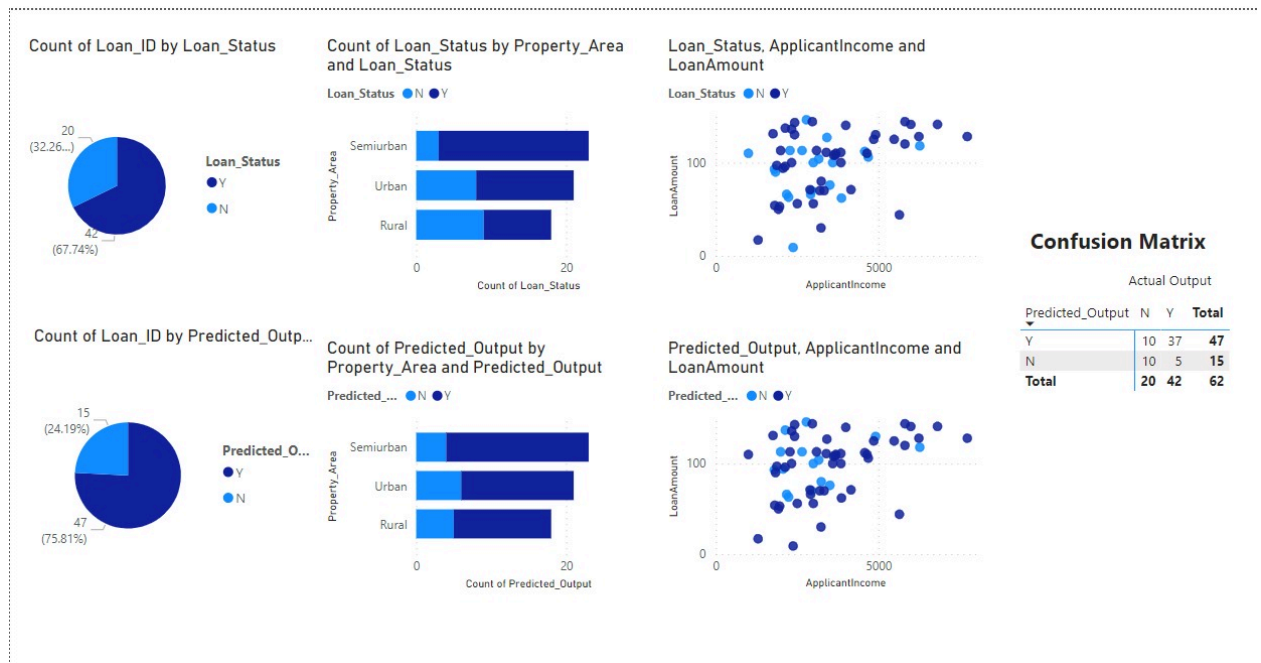 Count of Loan_ID by Loan_Status
20
(32.26...)
42
(67.74%)
Loan_Status
Y
N
Count of Loan_Status by Property_Area
and Loan_Status
Loan_Status N Y
Property_Area
Semiurban
Urban
Rural
0 20
Count of Loan_Status
Loan_Status, ApplicantIncome and
LoanAmount
Loan_Status N Y
LoanAmount
100
0
0 5000
ApplicantIncome
Count of Loan_ID by Predicted_Outp...
15
(24.19%)
47
(75.81%)
Predicted_O...
Y
N
Count of Predicted_Output by
Property_Area and Predicted_Output
Predicted_... N Y
Property_Area
Semiurban
Urban
Rural
0 20
Count of Predicted_Output
Predicted_Output, ApplicantIncome and
LoanAmount
Predicted_... N Y
LoanAmount
100
0
0 5000
ApplicantIncome
Confusion Matrix
Actual Output
Predicted_Output N Y Total
Y 10 37 47
N 10 5 15
Total 20 42 62